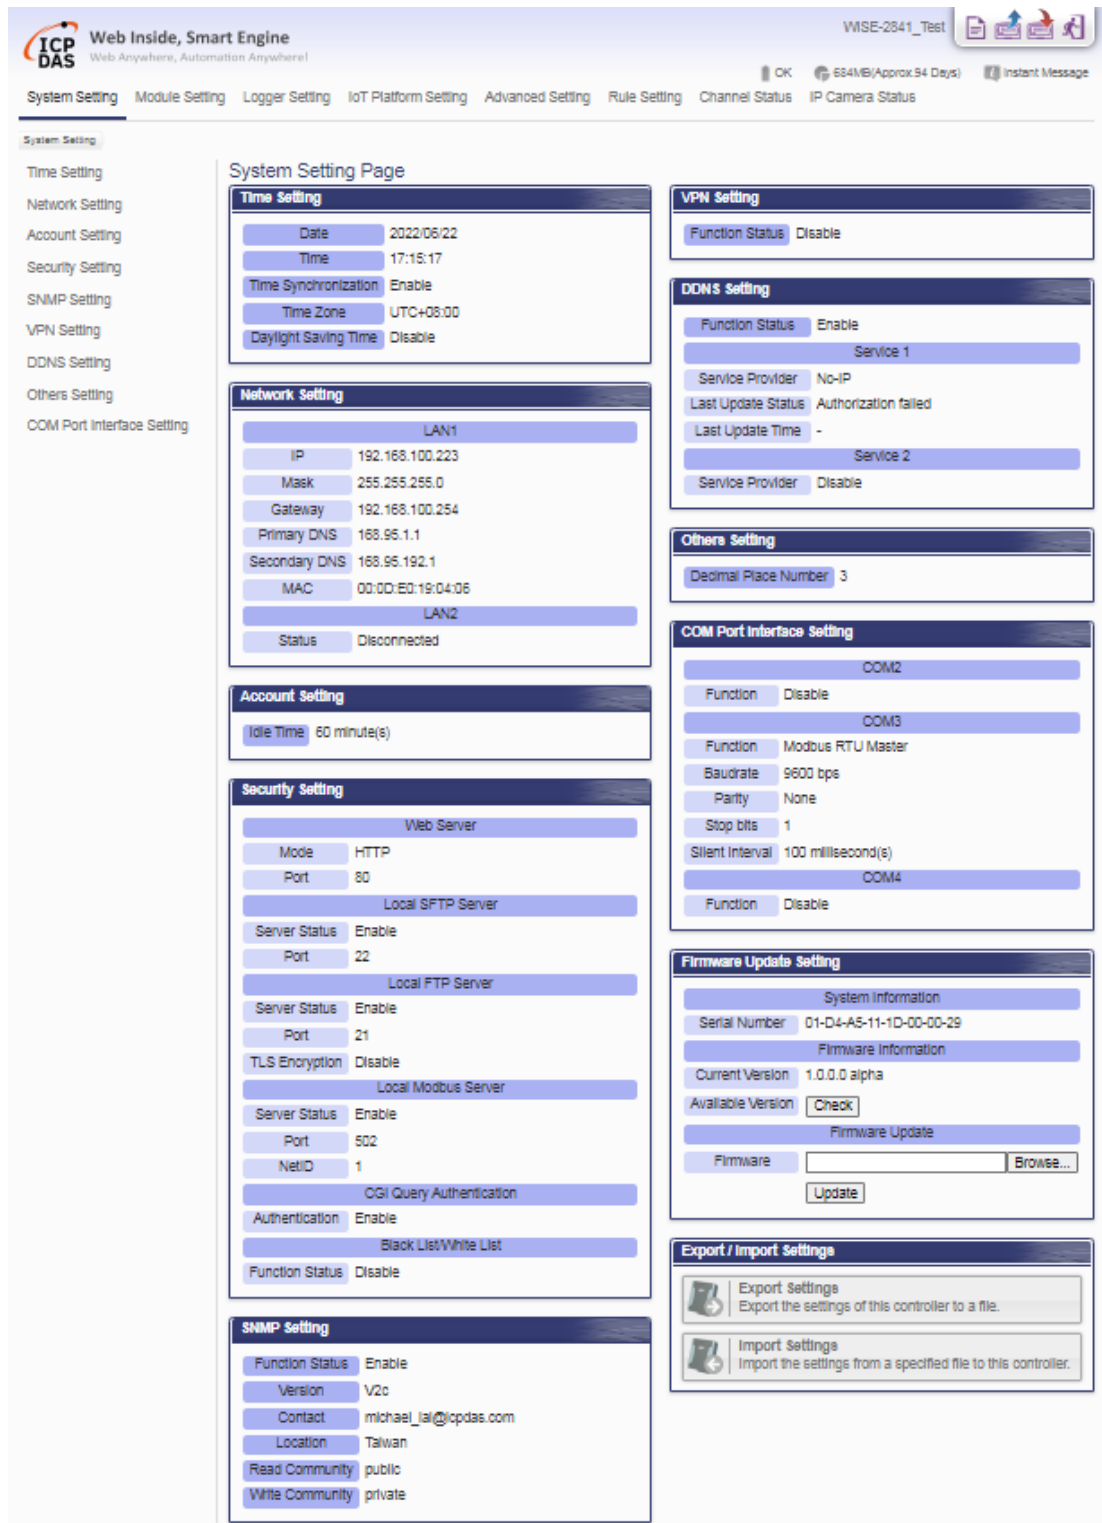 ICP
DAS
Web Inside, Smart Engine
Web Anywhere, Automation Anywhere!
WISE-2841_Test
OK
684MB(Approx.94 Days)
Instant Message
System Setting Module Setting Logger Setting IoT Platform Setting Advanced Setting Rule Setting Channel Status IP Camera Status
System Setting
Time Setting
Network Setting
Account Setting
Security Setting
SNMP Setting
VPN Setting
DDNS Setting
Others Setting
COM Port Interface Setting
System Setting Page
Time Setting
Date 2022/06/22
Time 17:15:17
Time Synchronization Enable
Time Zone UTC+08:00
Daylight Saving Time Disable
Network Setting
LAN1
IP 192.168.100.223
Mask 255.255.255.0
Gateway 192.168.100.254
Primary DNS 168.95.1.1
Secondary DNS 168.95.192.1
MAC 00:0D:E0:19:04:06
LAN2
Status Disconnected
Account Setting
Idle Time 60 minute(s)
Security Setting
Web Server
Mode HTTP
Port 80
Local SFTP Server
Server Status Enable
Port 22
Local FTP Server
Server Status Enable
Port 21
TLS Encryption Disable
Local Modbus Server
Server Status Enable
Port 502
NetID 1
CGI Query Authentication
Authentication Enable
Black List/White List
Function Status Disable
SNMP Setting
Function Status Enable
Version V2c
Contact michael_lai@icpdas.com
Location Taiwan
Read Community public
Write Community private
VPN Setting
Function Status Disable
DDNS Setting
Function Status Enable
Service 1
Service Provider No-IP
Last Update Status Authorization failed
Last Update Time -
Service 2
Service Provider Disable
Others Setting
Decimal Place Number 3
COM Port Interface Setting
COM2
Function Disable
COM3
Function Modbus RTU Master
Baudrate 9600 bps
Parity None
Stop bits 1
Silent Interval 100 millisecond(s)
COM4
Function Disable
Firmware Update Setting
System Information
Serial Number 01-D4-A5-11-1D-00-00-29
Firmware Information
Current Version 1.0.0.0 alpha
Available Version Check
Firmware Update
Firmware Browse...
Update
Export / Import Settings
Export Settings
Export the settings of this controller to a file.
Import Settings
Import the settings from a specified file to this controller.